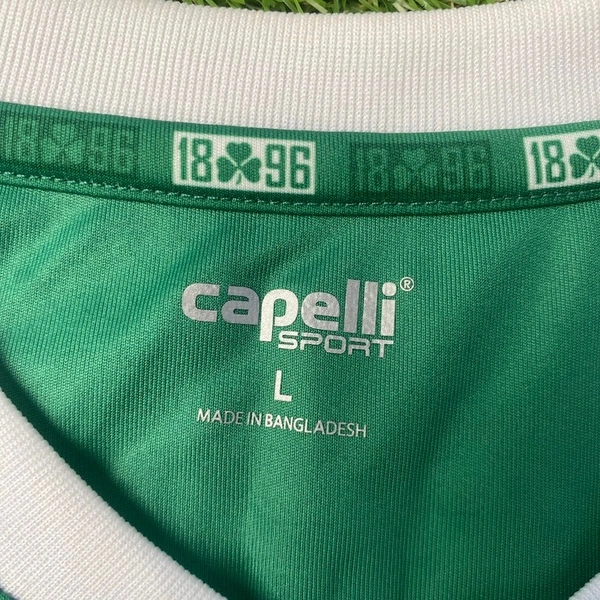 18 96 18 96 18 96 18
capelli®
SPORT
L
MADE IN BANGLADESH